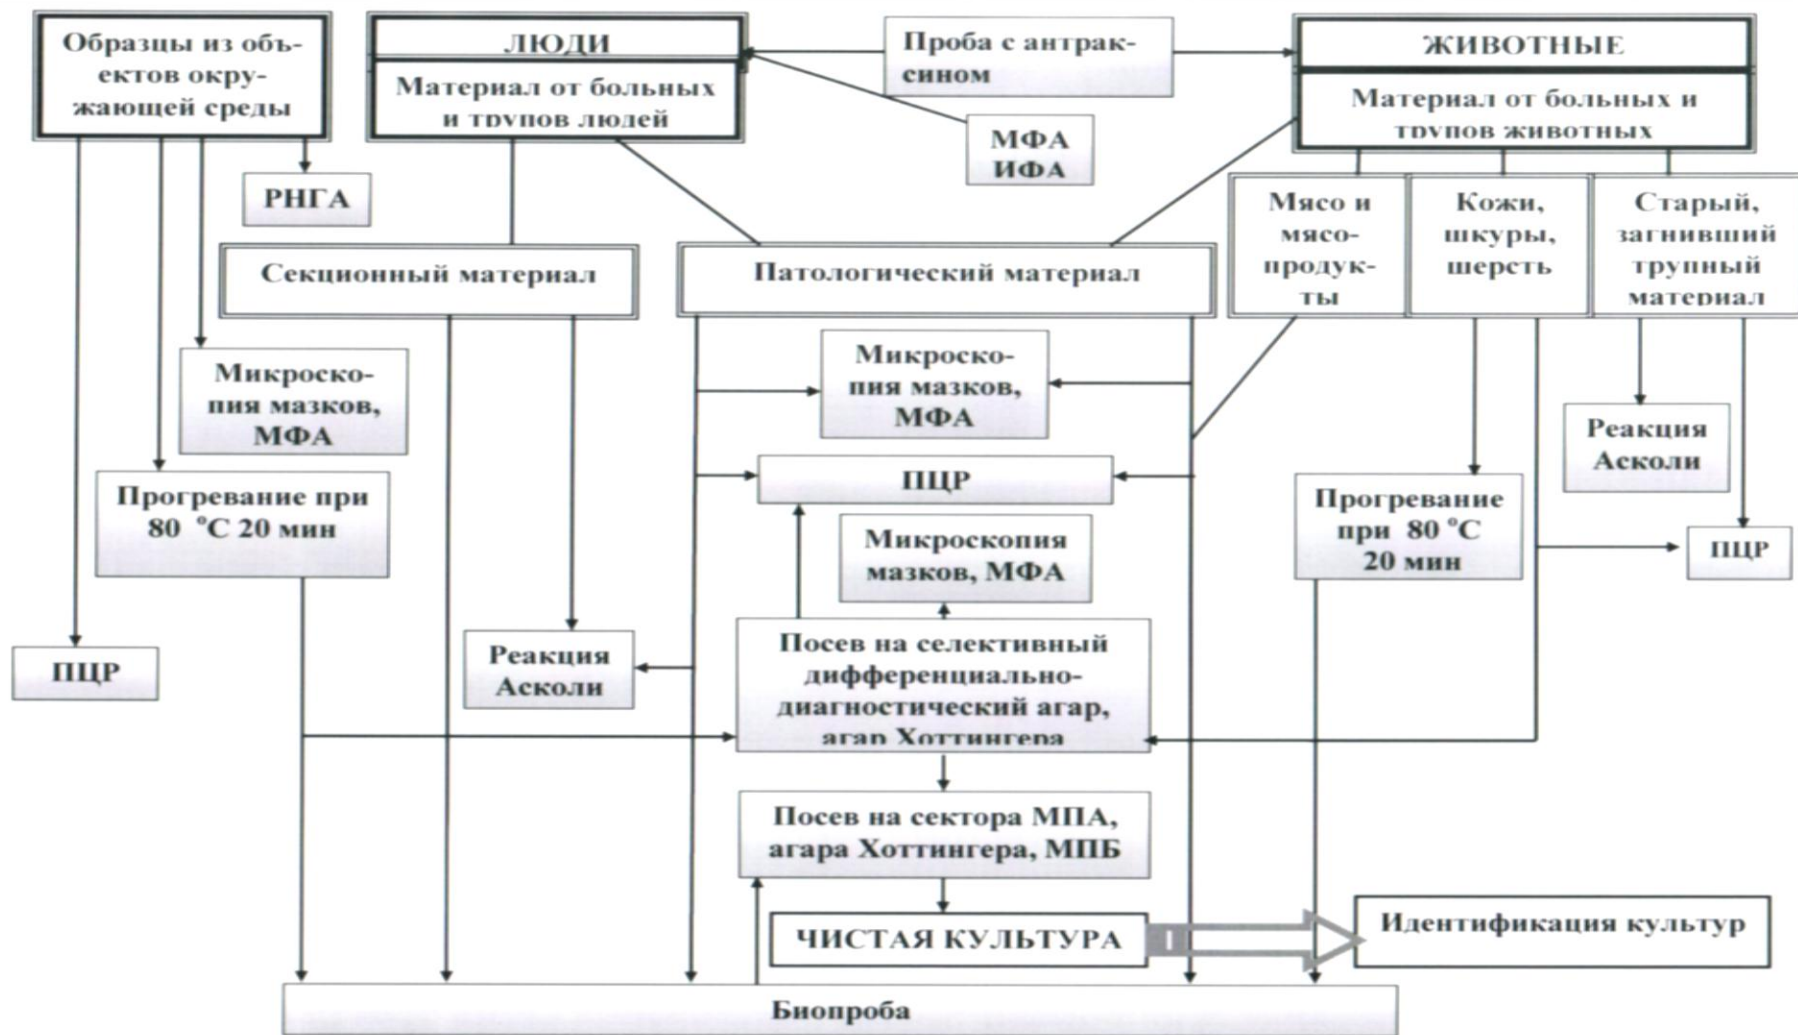 Образцы из объ-
ектов окру-
жающей среды
ЛЮДИ
Материал от больных
и трупов людей
Проба с антрак-
сином
МФА
ИФА
ЖИВОТНЫЕ
Материал от больных и
трупов животных
РНГА
Секционный материал
Патологический материал
Мясо и
мясо-
продук-
ты
Кожи,
шкуры,
шерсть
Старый,
загнивший
трупный
материал
Микроско-
пия мазков,
МФА
Микроско-
пия мазков,
МФА
Реакция
Асколи
Прогревание при
80 °С 20 мин
ПЦР
Прогревание
при 80 °С
20 мин
ПЦР
Микроскопия
мазков, МФА
ПЦР
Реакция
Асколи
Посев на селективный
дифференциально-
диагностический агар,
агар Хоттингера
Посев на сектора МПА,
агара Хоттингера, МПБ
ЧИСТАЯ КУЛЬТУРА
Идентификация культур
Биопроба